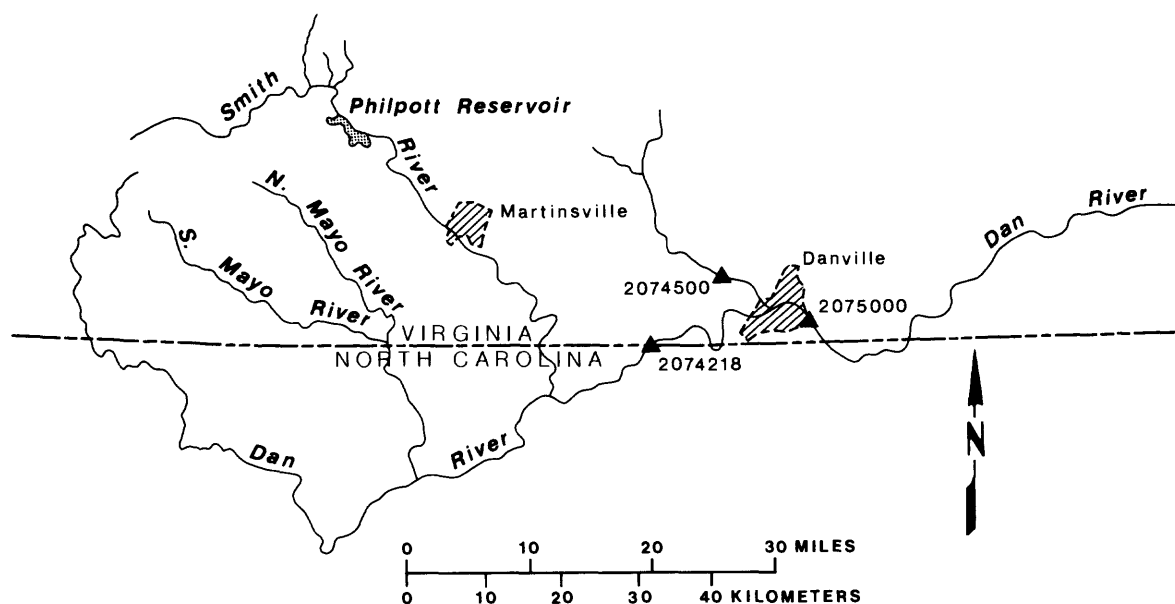 Smith
Philpott Reservoir
River
N. Mayo River
Martinsville
S. Mayo River
Dan River
Danville
2074500
2075000
VIRGINIA
NORTH CAROLINA
2074218
Dan River
N
0 10 20 30 MILES
0 10 20 30 40 KILOMETERS